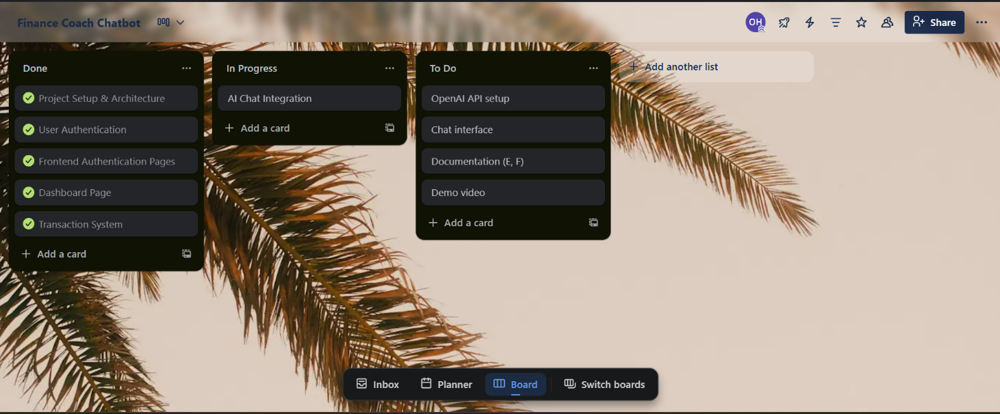 Finance Coach Chatbot
OH
Share
Done
Project Setup & Architecture
User Authentication
Frontend Authentication Pages
Dashboard Page
Transaction System
Add a card
In Progress
AI Chat Integration
Add a card
To Do
OpenAI API setup
Chat interface
Documentation (E, F)
Demo video
Add a card
Add another list
Inbox
Planner
Board
Switch boards